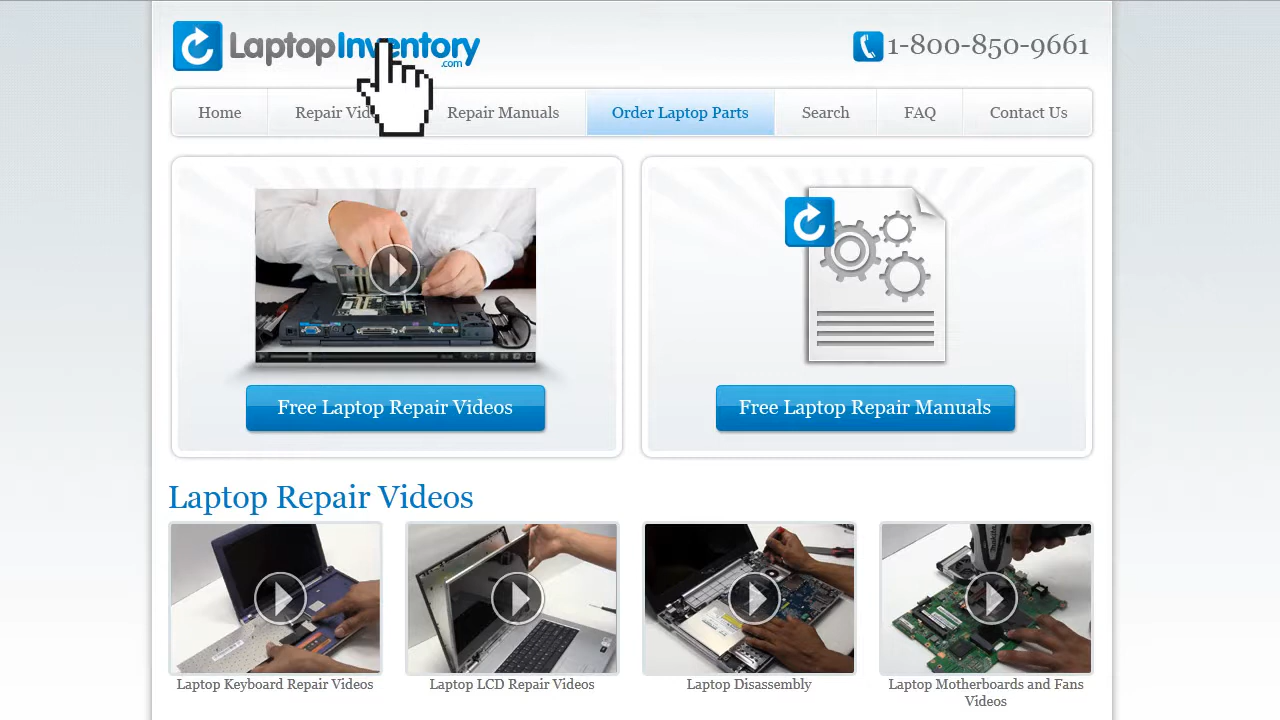 LaptopInventory
.com
1-800-850-9661
Home
Repair Manuals
Order Laptop Parts
Search
FAQ
Contact Us
Free Laptop Repair Videos
Free Laptop Repair Manuals
Laptop Repair Videos
Laptop Keyboard Repair Videos
Laptop LCD Repair Videos
Laptop Disassembly
Laptop Motherboards and Fans
Videos